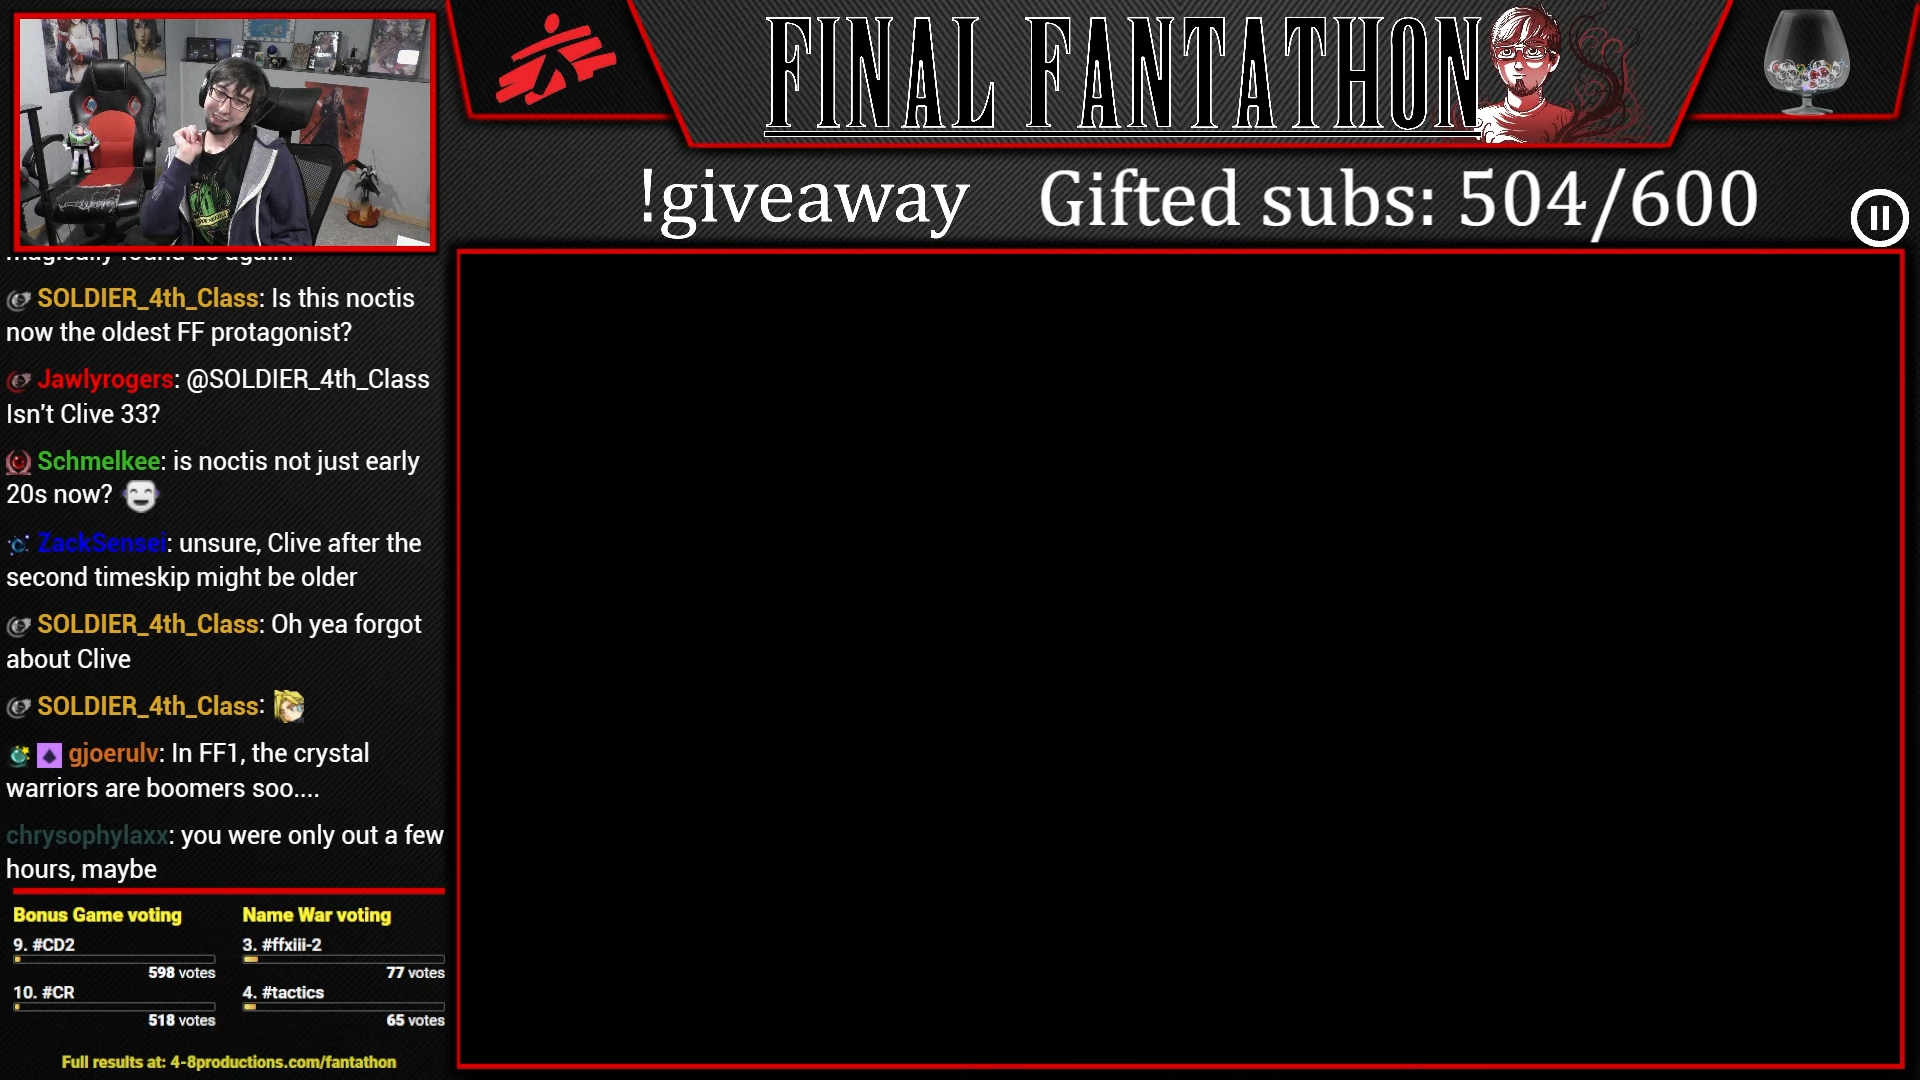 FINAL FANTATHON
!giveaway Gifted subs: 504/600
magically found us again!
SOLDIER_4th_Class: Is this noctis
now the oldest FF protagonist?
Jawlyrogers: @SOLDIER_4th_Class
Isn't Clive 33?
Schmelkee: is noctis not just early
20s now?
ZackSensei: unsure, Clive after the
second timeskip might be older
SOLDIER_4th_Class: Oh yea forgot
about Clive
SOLDIER_4th_Class:
gjoerulv: In FF1, the crystal
warriors are boomers soo....
chrysophylaxx: you were only out a few
hours, maybe
Bonus Game voting
9. #CD2
598 votes
10. #CR
518 votes
Name War voting
3. #ffxiii-2
77 votes
4. #tactics
65 votes
Full results at: 4-8productions.com/fantathon